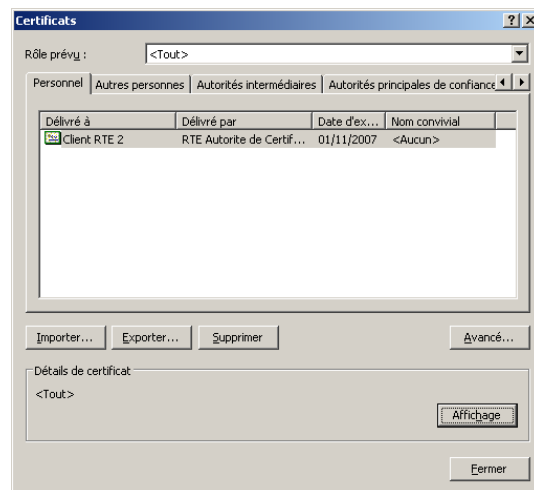 Certificats
Rôle prévu :
<Tout>
Personnel
Autres personnes
Autorités intermédiaires
Autorités principales de confiance
Délivré à
Délivré par
Date d'ex...
Nom convivial
Client RTE 2
RTE Autorite de Certif...
01/11/2007
<Aucun>
Importer...
Exporter...
Supprimer
Avancé...
Détails de certificat
<Tout>
Affichage
Fermer